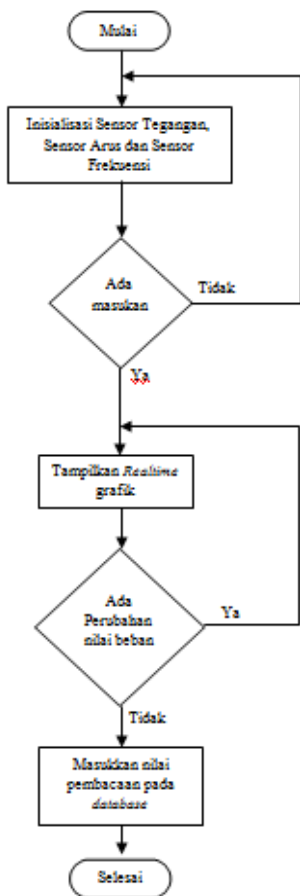 Mulai
Inisialisasi Sensor Tegangan,
Sensor Arus dan Sensor
Frekuensi
Ada
masukan
Tidak
Ya
Tampilkan Realtime
grafik
Ada
Perubahan
nilai beban
Ya
Tidak
Masukkan nilai
pembacaan pada
database
Selesai